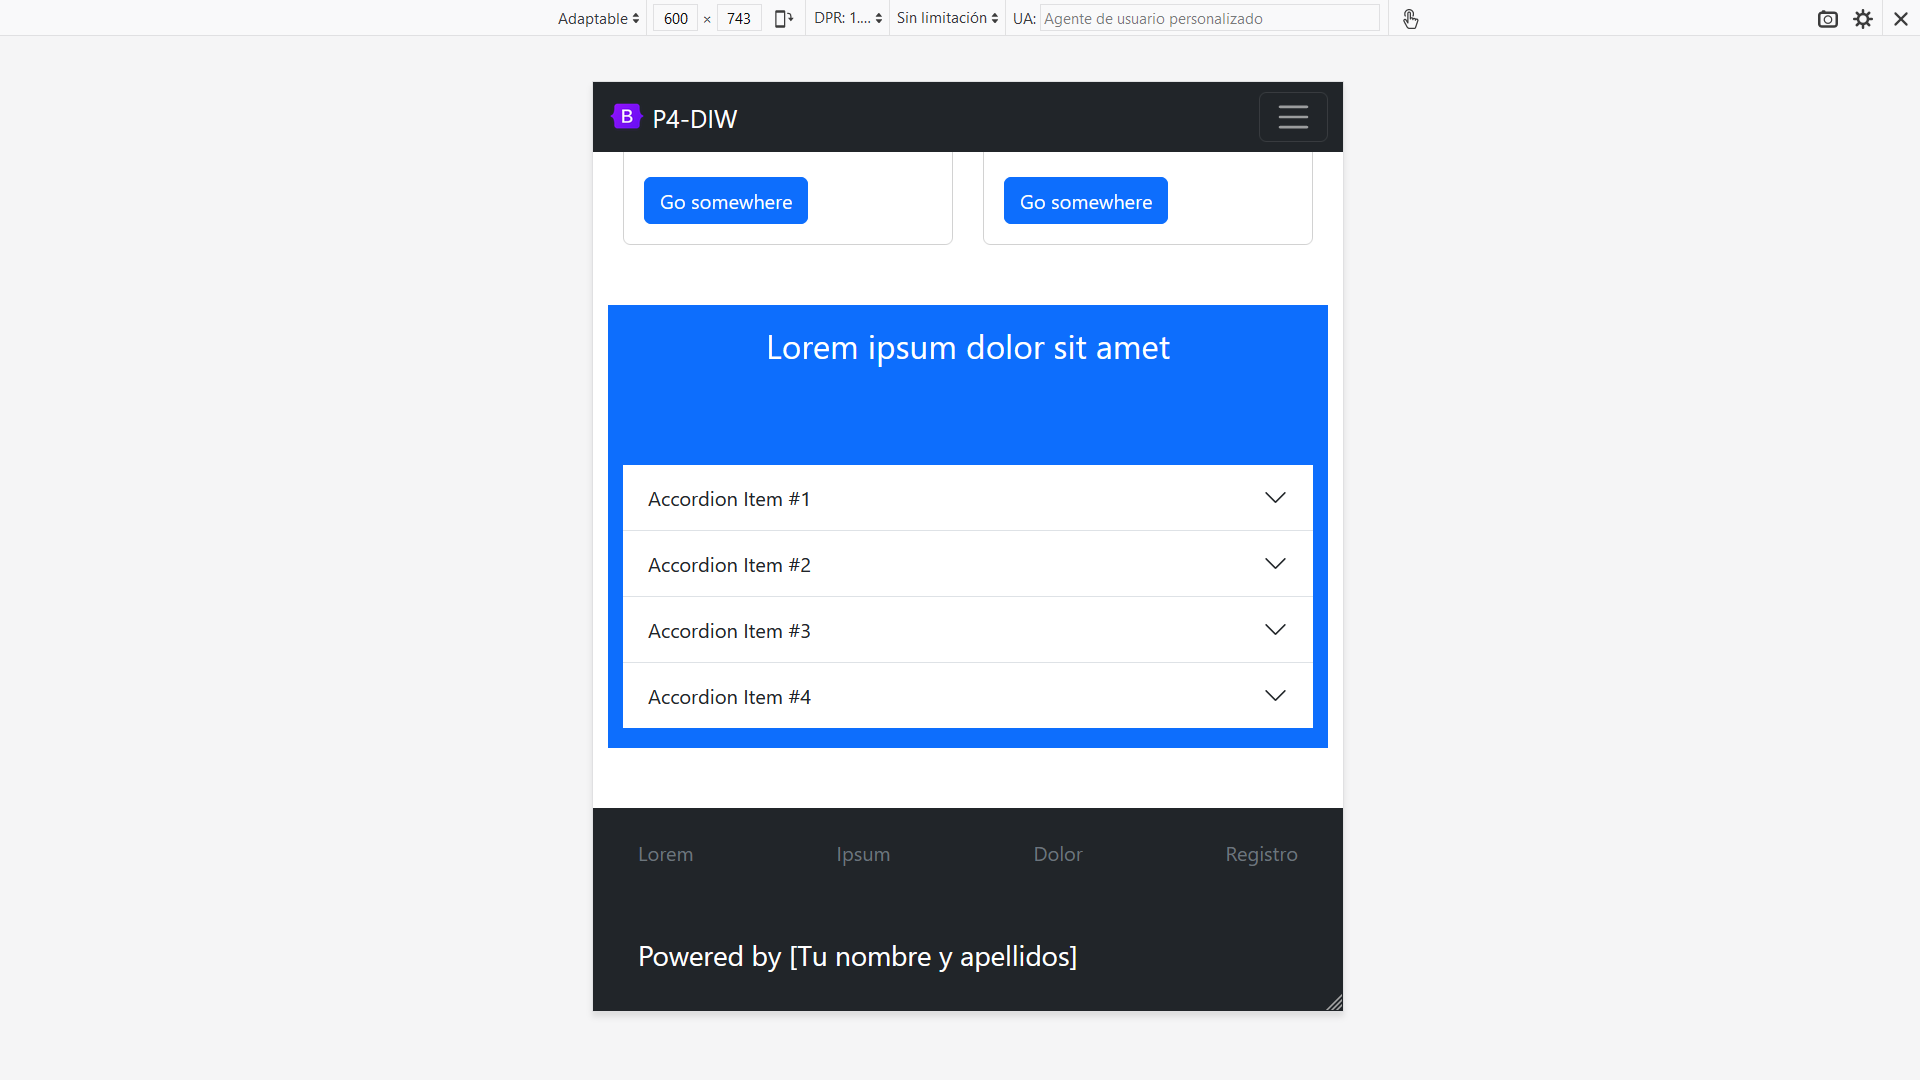 Adaptable 600 × 743 DPR: 1.... Sin limitación UA: Agente de usuario personalizado
B P4-DIW
Go somewhere Go somewhere
Lorem ipsum dolor sit amet
Accordion Item #1
Accordion Item #2
Accordion Item #3
Accordion Item #4
Lorem Ipsum Dolor Registro
Powered by [Tu nombre y apellidos]